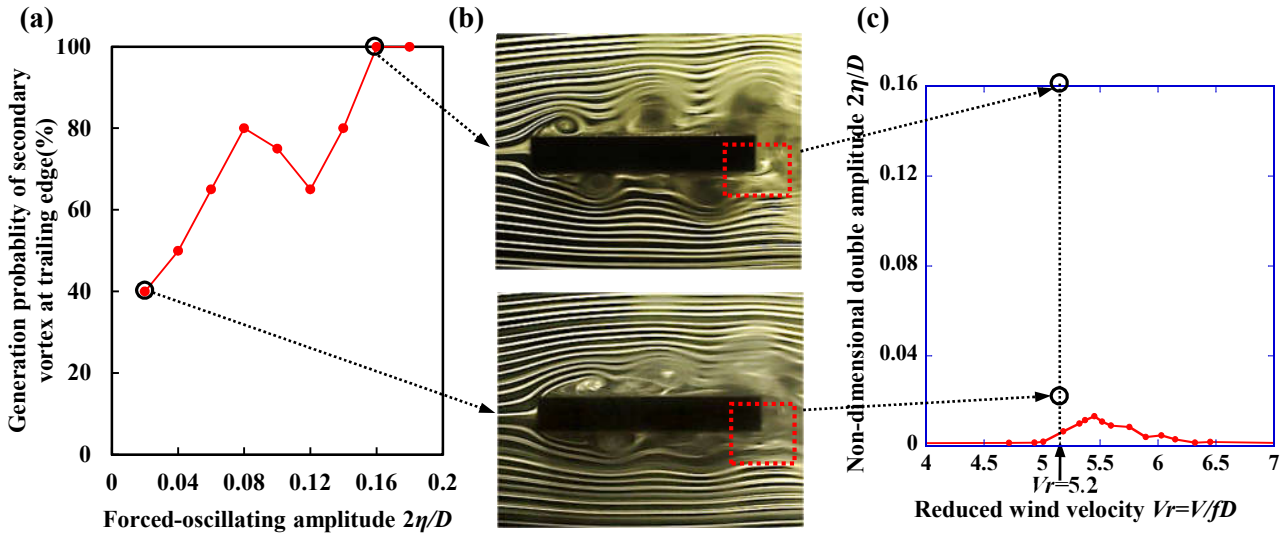 (a)
Generation probablity of secondary
vortex at trailing edge(%)
100
80
60
40
20
0
0
0.04
0.08
0.12
0.16
0.2
Forced-oscillating amplitude 2η/D
(b)
(c)
Non-dimensional double amplitude 2η/D
0.16
0.12
0.08
0.04
0
4
4.5
5
5.5
6
6.5
7
Vr=5.2
Reduced wind velocity Vr=V/fD